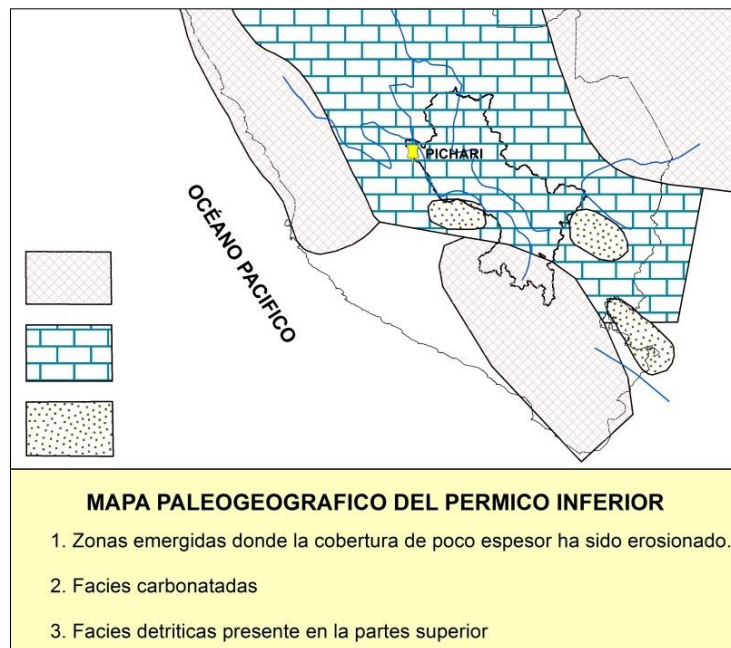 PICHARI
OCÉANO PACIFICO
MAPA PALEOGEOGRAFICO DEL PERMICO INFERIOR
1. Zonas emergidas donde la cobertura de poco espesor ha sido erosionado.
2. Facies carbonatadas
3. Facies detriticas presente en la partes superior